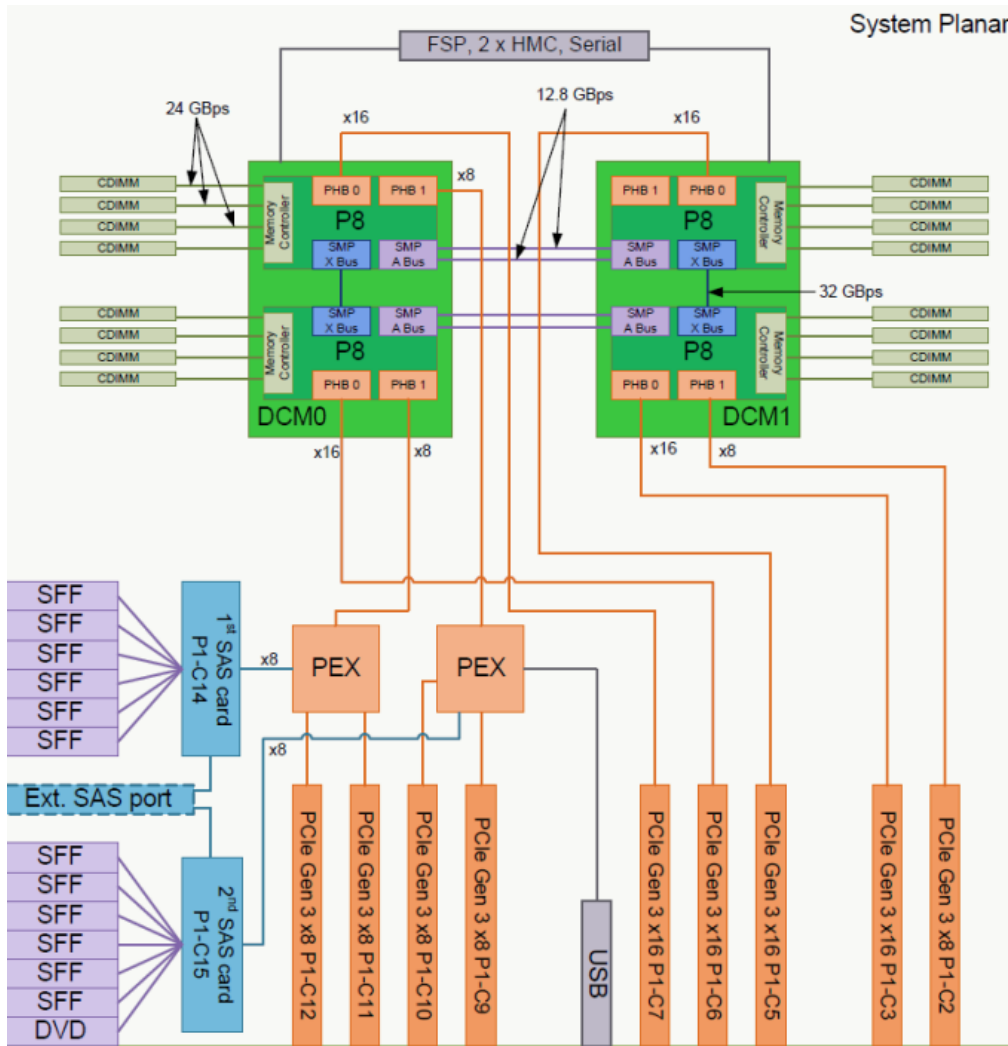 System Planar
FSP, 2 x HMC, Serial
24 GBps
12.8 GBps
x16
x16
x8
CDIMM
CDIMM
CDIMM
CDIMM
Memory
Controller
PHB 0
PHB 1
P8
SMP
X Bus
SMP
A Bus
PHB 1
PHB 0
P8
SMP
A Bus
SMP
X Bus
Memory
Controller
CDIMM
CDIMM
CDIMM
CDIMM
32 GBps
CDIMM
CDIMM
CDIMM
CDIMM
Memory
Controller
SMP
X Bus
SMP
A Bus
P8
PHB 0
PHB 1
DCM0
SMP
A Bus
SMP
X Bus
P8
PHB 0
PHB 1
Memory
Controller
DCM1
CDIMM
CDIMM
CDIMM
CDIMM
x16
x8
x16
x8
SFF
SFF
SFF
SFF
SFF
SFF
1st SAS card
P1-C14
x8
PEX
PEX
x8
Ext. SAS port
SFF
SFF
SFF
SFF
SFF
SFF
DVD
2nd SAS card
P1-C15
PCIe Gen 3 x8 P1-C12
PCIe Gen 3 x8 P1-C11
PCIe Gen 3 x8 P1-C10
PCIe Gen 3 x8 P1-C9
USB
PCIe Gen 3 x16 P1-C7
PCIe Gen 3 x16 P1-C6
PCIe Gen 3 x16 P1-C5
PCIe Gen 3 x16 P1-C3
PCIe Gen 3 x8 P1-C2